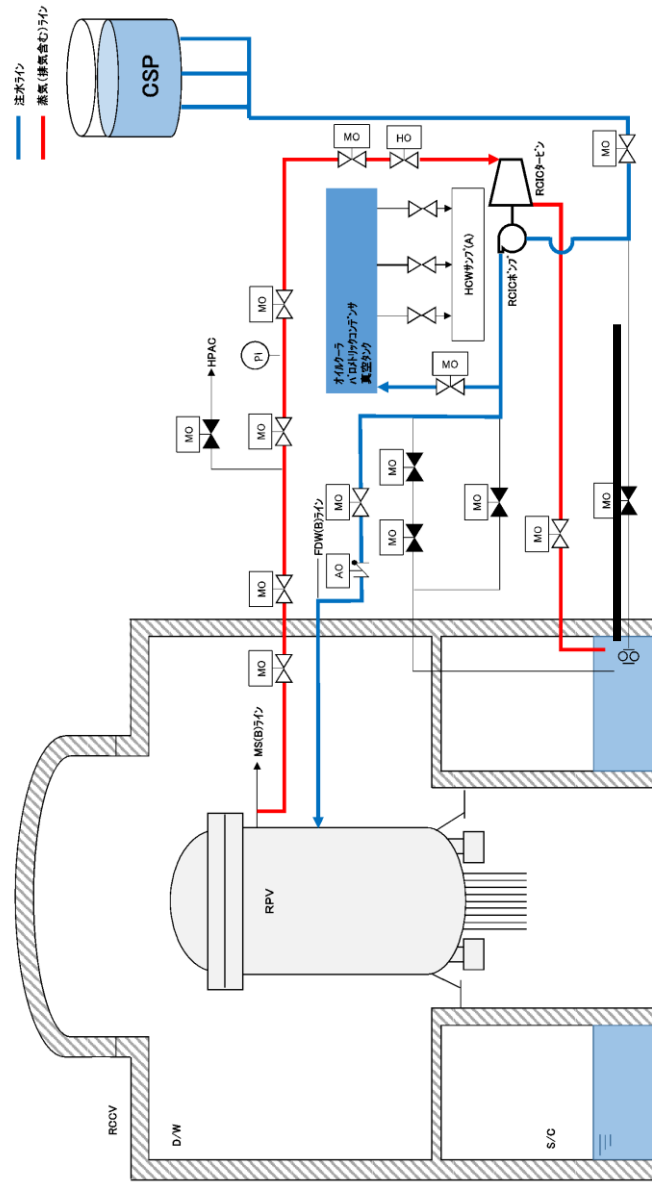 注水ライン
蒸気(排気含む)ライン
CSP
MO
HO
RCICタービン
MO
MO
PI
HPAC
MO
MO
オイルクーラ
バロメトリックコンデンサ
真空タンク
HCWサンプ(A)
RCICポンプ
MO
MO
MO
FDW(B)ライン
MO
AO
MO
MO
MO
MO
MO
MO
MS(B)ライン
RPV
RCCV
D/W
S/C